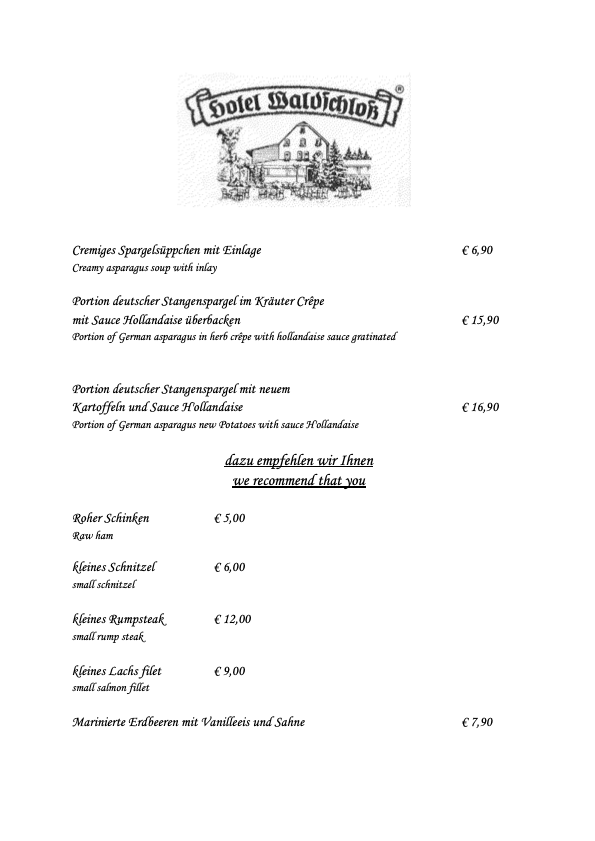 Hotel Waldschloß ®
Cremiges Spargelsüppchen mit Einlage € 6,90
Creamy asparagus soup with inlay
Portion deutscher Stangenspargel im Kräuter Crêpe
mit Sauce Hollandaise überbacken € 15,90
Portion of German asparagus in herb crêpe with hollandaise sauce gratinated
Portion deutscher Stangenspargel mit neuem
Kartoffeln und Sauce Hollandaise € 16,90
Portion of German asparagus new Potatoes with sauce Hollandaise
dazu empfehlen wir Ihnen
we recommend that you
Roher Schinken € 5,00
Raw ham
kleines Schnitzel € 6,00
small schnitzel
kleines Rumpsteak € 12,00
small rump steak
kleines Lachs filet € 9,00
small salmon fillet
Marinierte Erdbeeren mit Vanilleeis und Sahne € 7,90